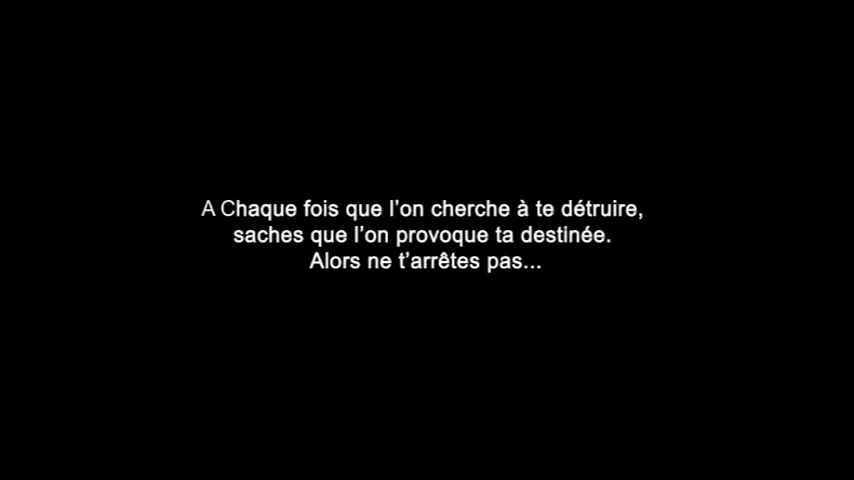 A Chaque fois que l’on cherche à te détruire,
saches que l’on provoque ta destinée.
Alors ne t’arrêtes pas...